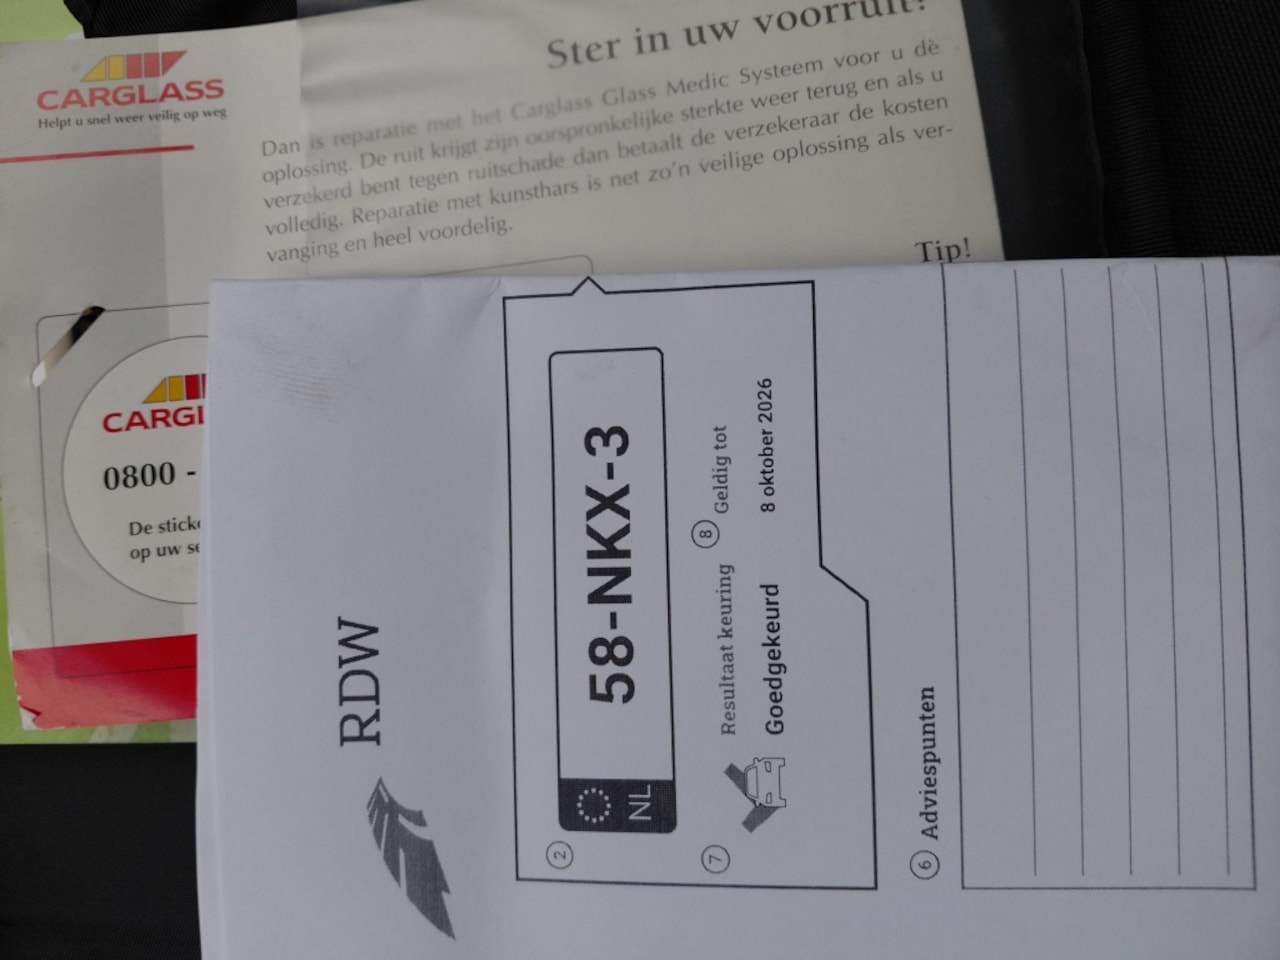 CARGLASS
Helpt u snel weer veilig op weg
Ster in uw voorruit?
Dan is reparatie met het Carglass Glass Medic Systeem voor u dè
oplossing. De ruit krijgt zijn oorspronkelijke sterkte weer terug en als u
verzekerd bent tegen ruitschade dan betaalt de verzekeraar de kosten
volledig. Reparatie met kunsthars is net zo'n veilige oplossing als ver-
vanging en heel voordelig.
Tip!
CARGL
0800 -
De sticke
op uw se
RDW
2
NL
58-NKX-3
7
Resultaat keuring
Goedgekeurd
8
Geldig tot
8 oktober 2026
6 Adviespunten